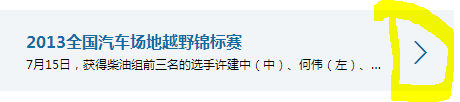 2013全国汽车场地越野锦标赛
7月15日，获得柴油组前三名的选手许建中（中）、何伟（左）、...